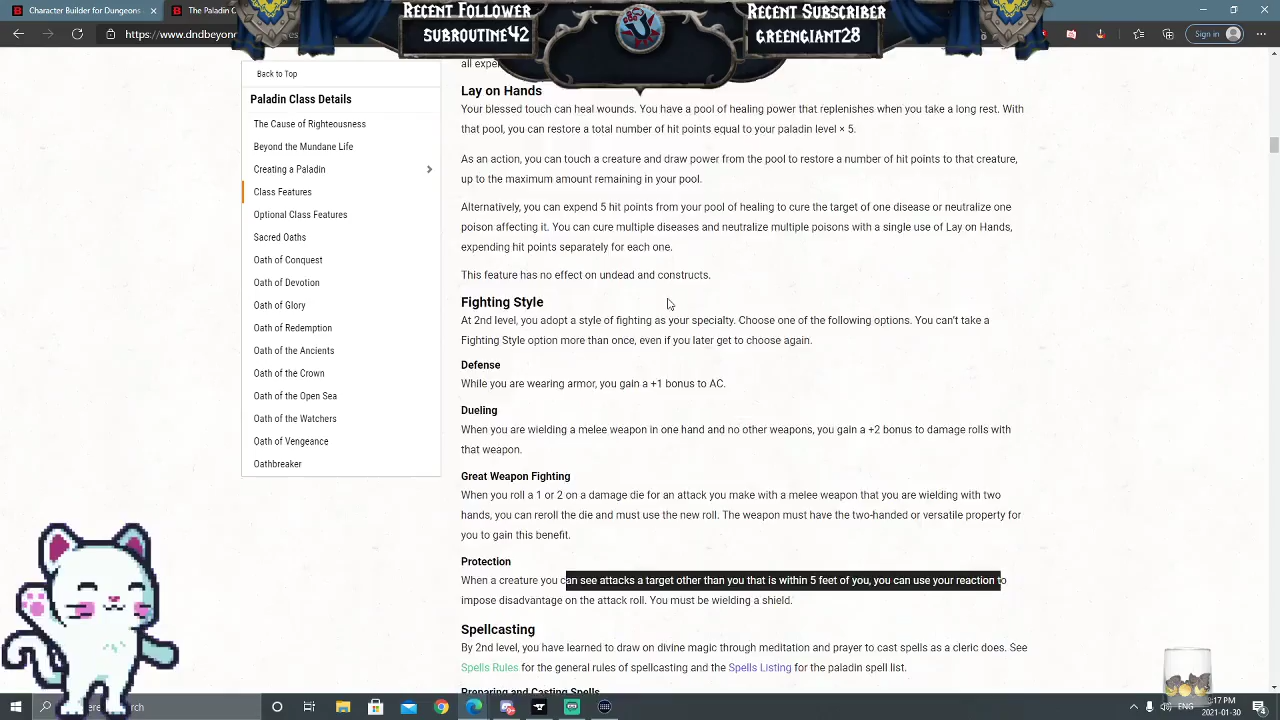 Recent Follower
subroutine42
Recent Subscriber
greengiant28
Character Builder for Dungeons
The Paladin C
https://www.dndbeyon
Sign in
Back to Top
Paladin Class Details
The Cause of Righteousness
Beyond the Mundane Life
Creating a Paladin
Class Features
Optional Class Features
Sacred Oaths
Oath of Conquest
Oath of Devotion
Oath of Glory
Oath of Redemption
Oath of the Ancients
Oath of the Crown
Oath of the Open Sea
Oath of the Watchers
Oath of Vengeance
Oathbreaker
Lay on Hands
Your blessed touch can heal wounds. You have a pool of healing power that replenishes when you take a long rest. With
that pool, you can restore a total number of hit points equal to your paladin level × 5.
As an action, you can touch a creature and draw power from the pool to restore a number of hit points to that creature,
up to the maximum amount remaining in your pool.
Alternatively, you can expend 5 hit points from your pool of healing to cure the target of one disease or neutralize one
poison affecting it. You can cure multiple diseases and neutralize multiple poisons with a single use of Lay on Hands,
expending hit points separately for each one.
This feature has no effect on undead and constructs.
Fighting Style
At 2nd level, you adopt a style of fighting as your specialty. Choose one of the following options. You can't take a
Fighting Style option more than once, even if you later get to choose again.
Defense
While you are wearing armor, you gain a +1 bonus to AC.
Dueling
When you are wielding a melee weapon in one hand and no other weapons, you gain a +2 bonus to damage rolls with
that weapon.
Great Weapon Fighting
When you roll a 1 or 2 on a damage die for an attack you make with a melee weapon that you are wielding with two
hands, you can reroll the die and must use the new roll. The weapon must have the two-handed or versatile property for
you to gain this benefit.
Protection
When a creature you can see attacks a target other than you that is within 5 feet of you, you can use your reaction to
impose disadvantage on the attack roll. You must be wielding a shield.
Spellcasting
By 2nd level, you have learned to draw on divine magic through meditation and prayer to cast spells as a cleric does. See
Spells Rules for the general rules of spellcasting and the Spells Listing for the paladin spell list.
Preparing and Casting Spells
here to search
ENG
:17 PM
2021-01-30